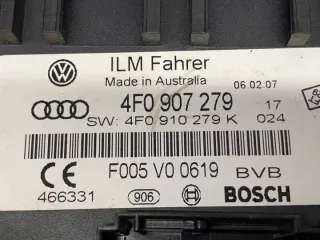 ILM Fahrer
Made in Australia
06.02.07
4F0 907 279 17
SW: 4F0 910 279 K 024
F005 V0 0619 BVB
466331 906 BOSCH